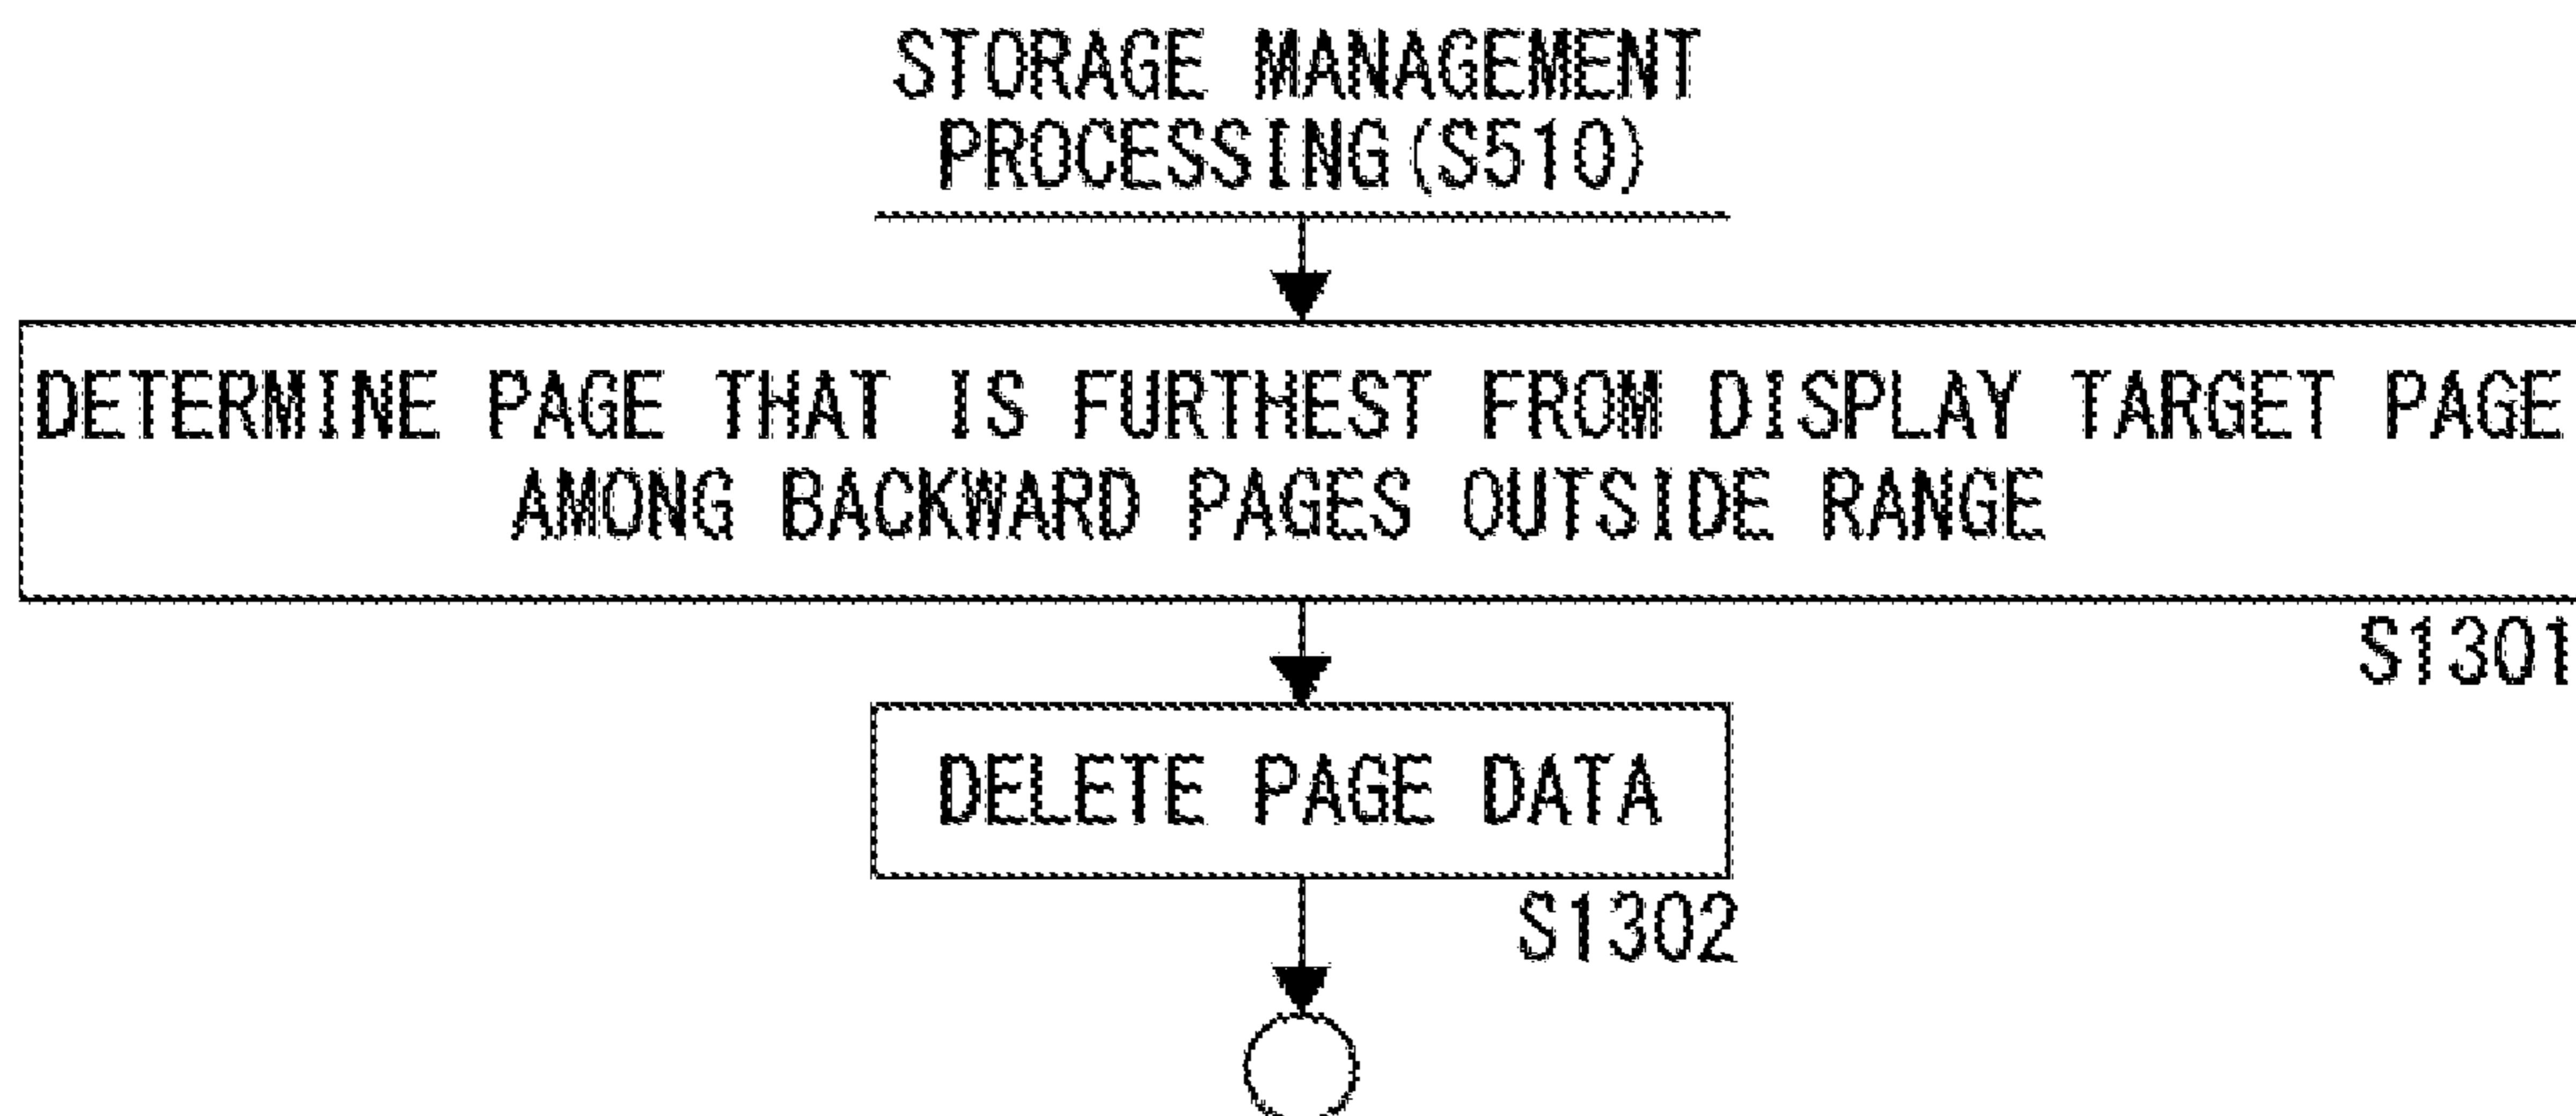 STORAGE MANAGEMENT
PROCESSING(S510)
DETERMINE PAGE THAT IS FURTHEST FROM DISPLAY TARGET PAGE
AMONG BACKWARD PAGES OUTSIDE RANGE
S1301
DELETE PAGE DATA
S1302